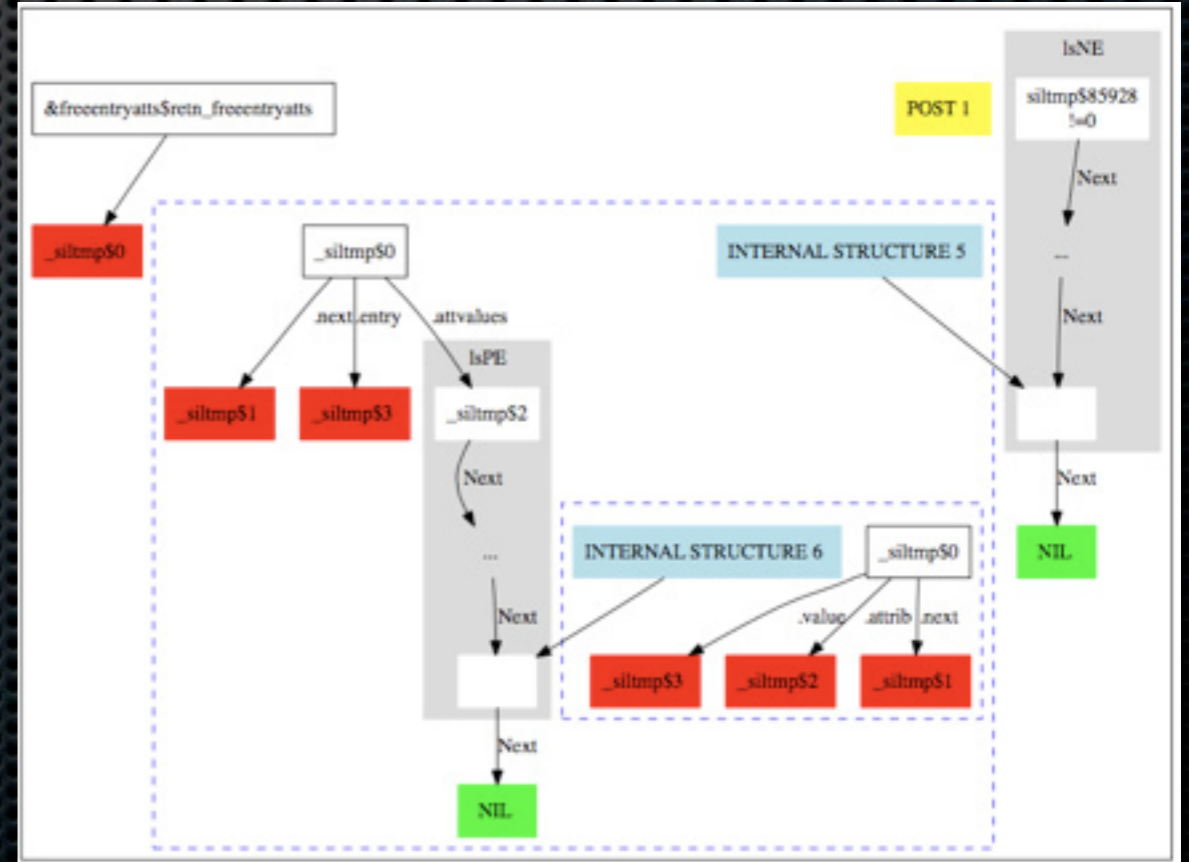 lsNE
siltmp$85928
!=0
POST 1
&freeentryatts$retn_freeentryatts
Next
_siltmp$0
_siltmp$0
INTERNAL STRUCTURE 5
...
.next
.entry
.attvalues
Next
lsPE
_siltmp$1
_siltmp$3
_siltmp$2
Next
Next
INTERNAL STRUCTURE 6
_siltmp$0
NIL
...
Next
.value
.attrib
.next
_siltmp$3
_siltmp$2
_siltmp$1
Next
NIL